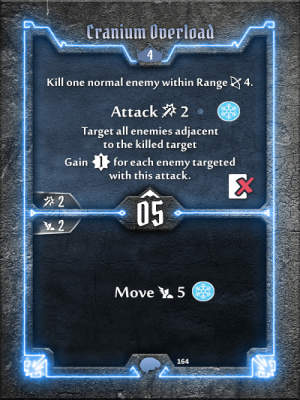 Cranium Overload
4
Kill one normal enemy within Range 4.
Attack 2
Target all enemies adjacent
to the killed target
Gain 1 for each enemy targeted
with this attack.
2
05
2
Move 5
164